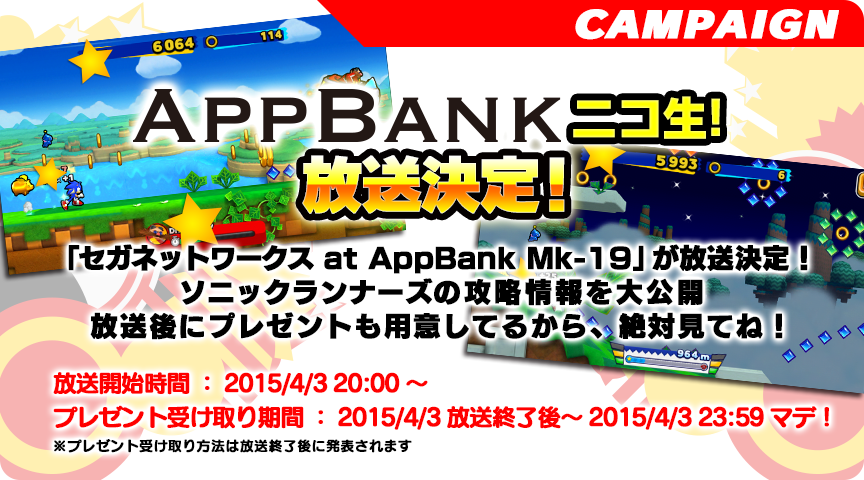 CAMPAIGN
6064
114
APPBANK ニコ生!
放送決定!
5993
6
「セガネットワークス at AppBank Mk-19」が放送決定！
ソニックランナーズの攻略情報を大公開
放送後にプレゼントも用意してるから、絶対見てね！
964 m
放送開始時間 ： 2015/4/3 20:00 ～
プレゼント受け取り期間 ： 2015/4/3 放送終了後～ 2015/4/3 23:59 マデ！
※プレゼント受け取り方法は放送終了後に発表されます